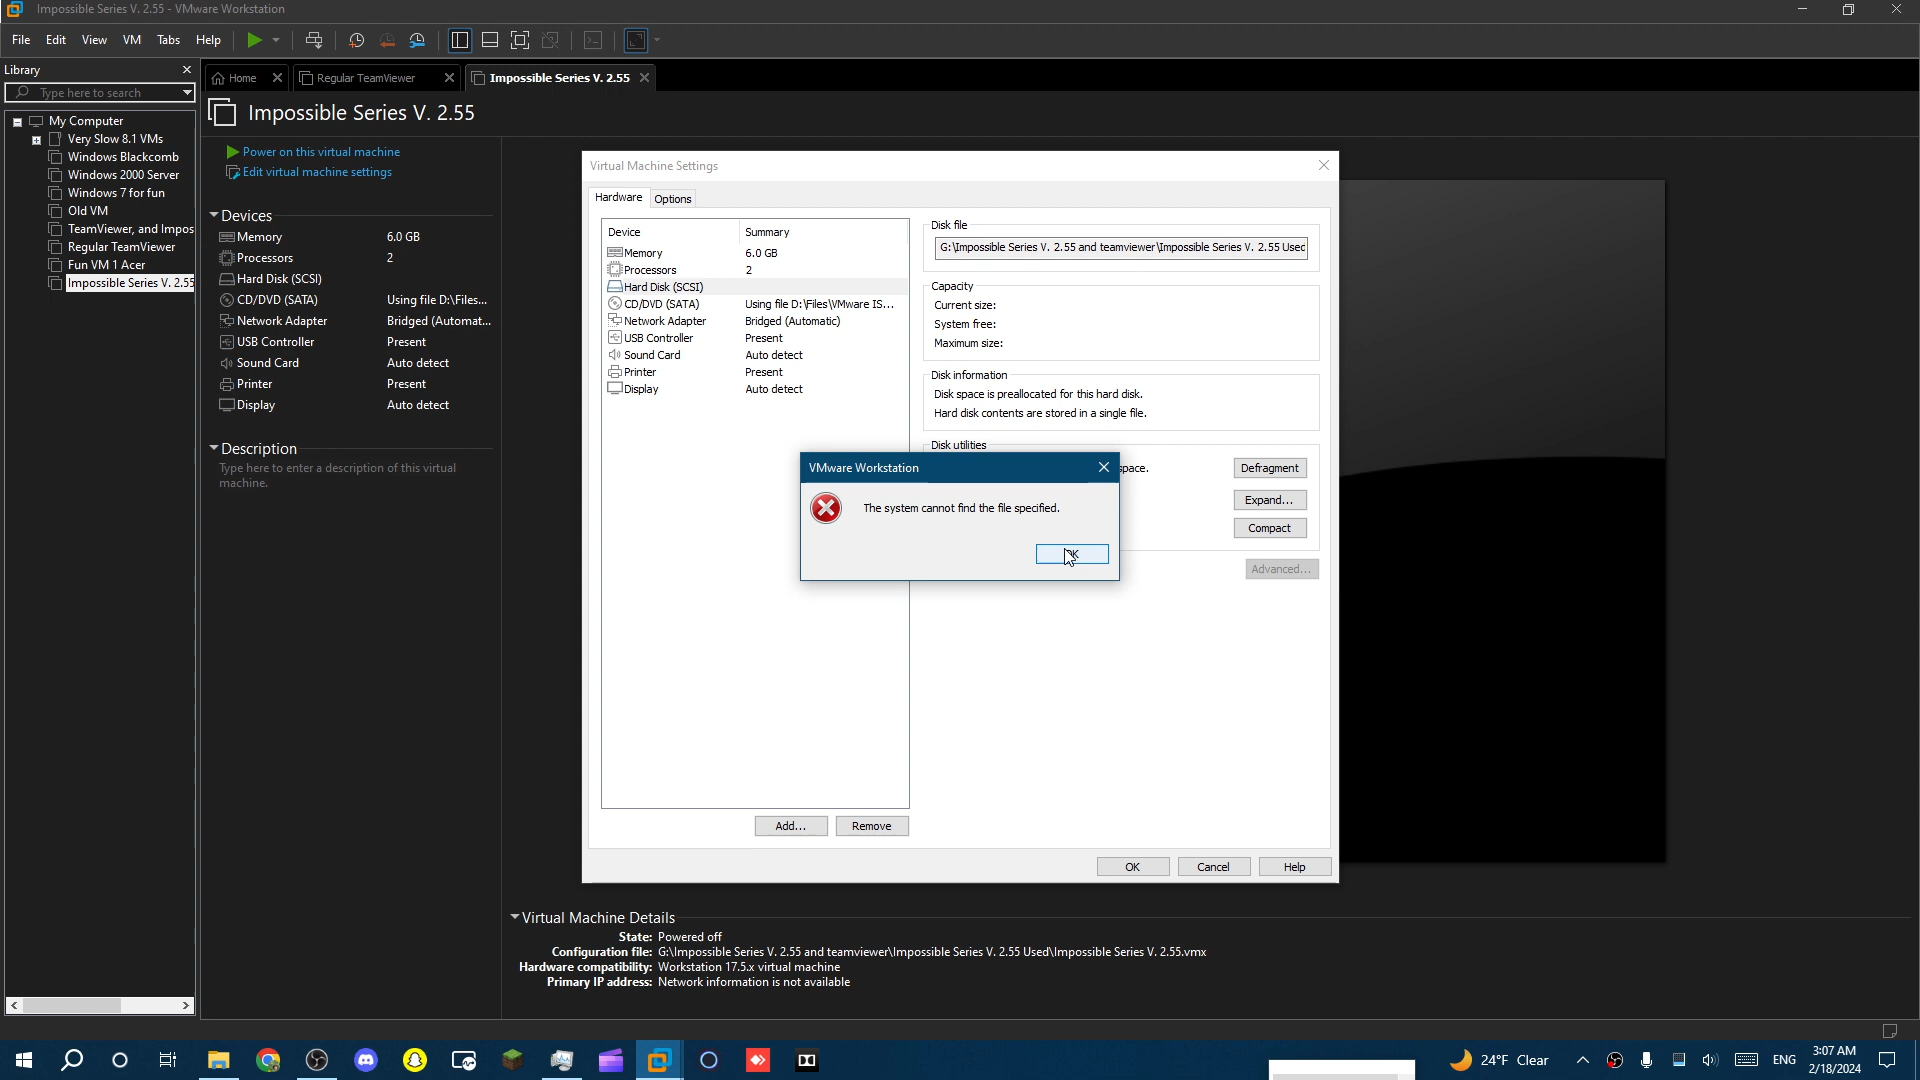 Impossible Series V. 2.55 - VMware Workstation
File Edit View VM Tabs Help
Library
Type here to search
My Computer
Very Slow 8.1 VMs
Windows Blackcomb
Windows 2000 Server
Windows 7 for fun
Old VM
TeamViewer, and Impos
Regular TeamViewer
Fun VM 1 Acer
Impossible Series V. 2.55
Home
Regular TeamViewer
Impossible Series V. 2.55
Impossible Series V. 2.55
Power on this virtual machine
Edit virtual machine settings
Devices
Memory 6.0 GB
Processors 2
Hard Disk (SCSI)
CD/DVD (SATA) Using file D:\Files...
Network Adapter Bridged (Automat...
USB Controller Present
Sound Card Auto detect
Printer Present
Display Auto detect
Description
Type here to enter a description of this virtual
machine.
Virtual Machine Settings
Hardware Options
Device Summary
Memory 6.0 GB
Processors 2
Hard Disk (SCSI)
CD/DVD (SATA) Using file D:\Files\VMware IS...
Network Adapter Bridged (Automatic)
USB Controller Present
Sound Card Auto detect
Printer Present
Display Auto detect
Add... Remove
Disk file
G:\Impossible Series V. 2.55 and teamviewer\Impossible Series V. 2.55 Used
Capacity
Current size:
System free:
Maximum size:
Disk information
Disk space is preallocated for this hard disk.
Hard disk contents are stored in a single file.
Disk utilities
space.
Defragment
Expand...
Compact
Advanced...
VMware Workstation
The system cannot find the file specified.
OK
OK Cancel Help
Virtual Machine Details
State: Powered off
Configuration file: G:\Impossible Series V. 2.55 and teamviewer\Impossible Series V. 2.55 Used\Impossible Series V. 2.55.vmx
Hardware compatibility: Workstation 17.5.x virtual machine
Primary IP address: Network information is not available
24°F Clear
ENG
3:07 AM
2/18/2024